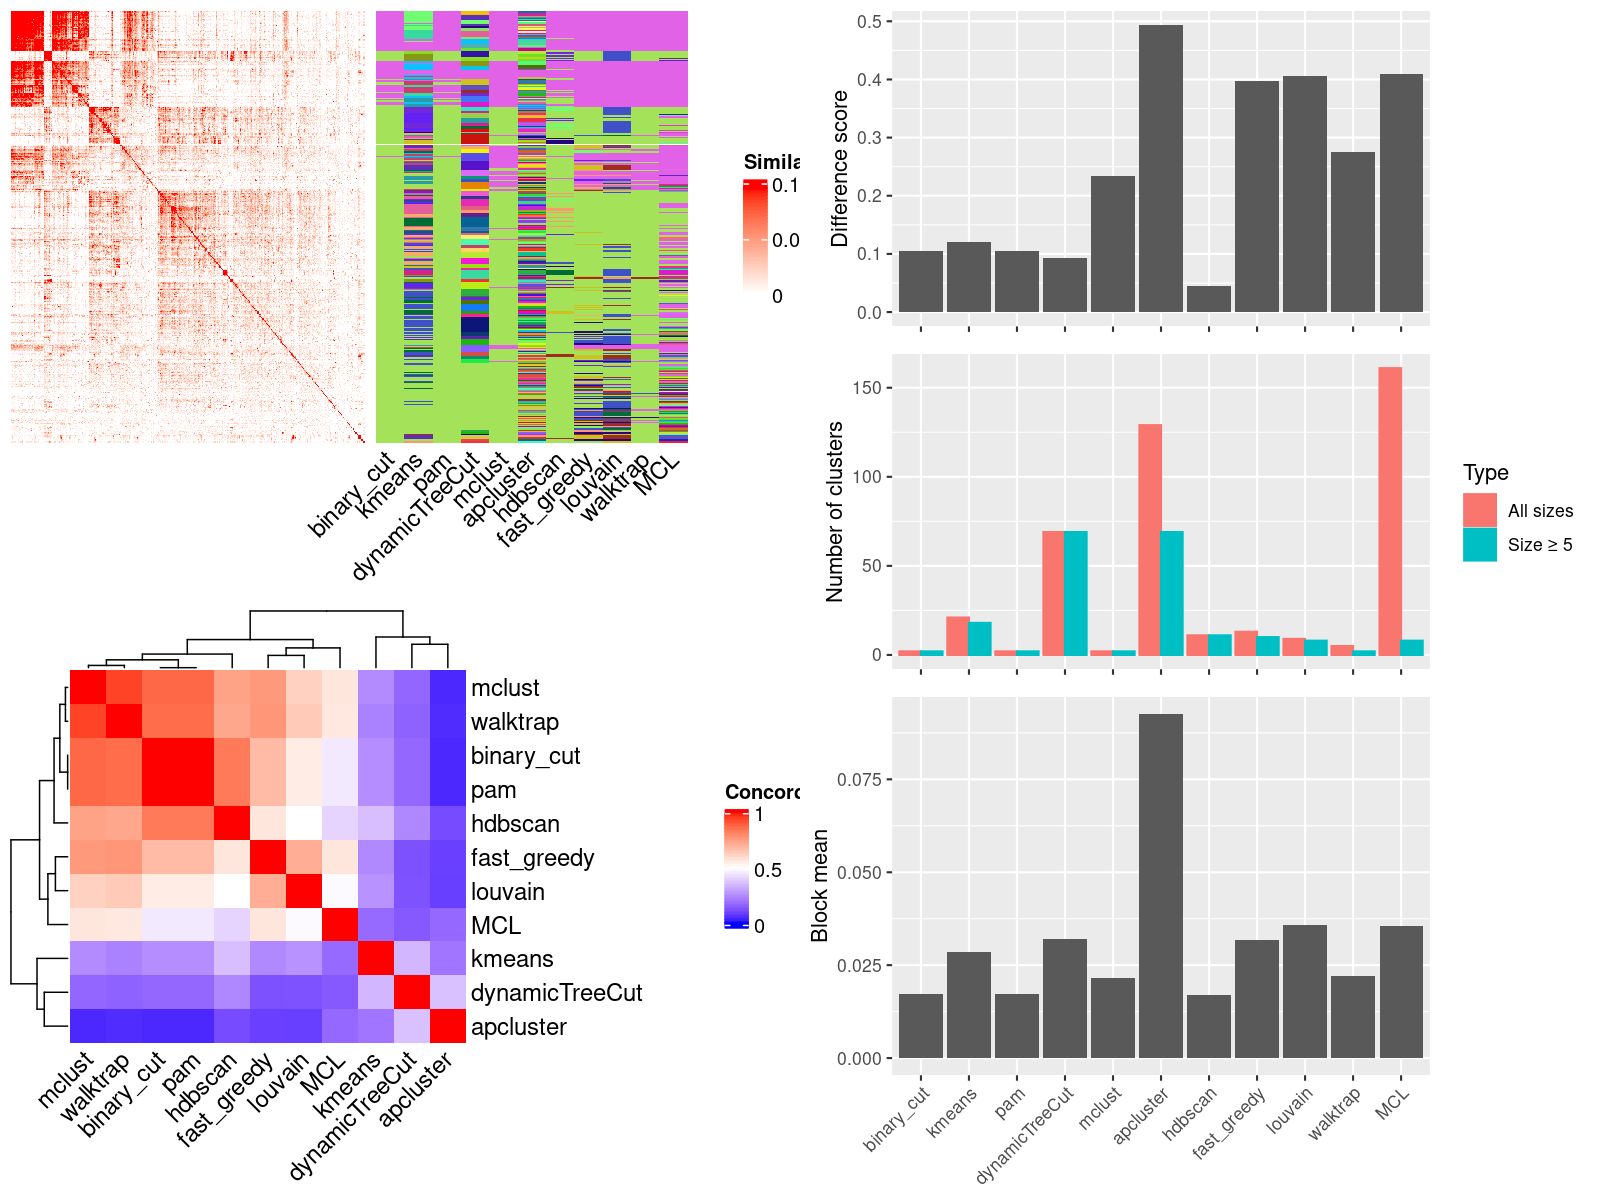 Simila
0.1
0.0
0
binary_cut
kmeans
pam
dynamicTreeCut
mclust
apcluster
hdbscan
fast_greedy
louvain
walktrap
MCL
mclust
walktrap
binary_cut
pam
hdbscan
fast_greedy
louvain
MCL
kmeans
dynamicTreeCut
apcluster
mclust
walktrap
binary_cut
pam
hdbscan
fast_greedy
louvain
MCL
kmeans
dynamicTreeCut
apcluster
Concord
1
0.5
0
Difference score
0.5
0.4
0.3
0.2
0.1
0.0
Number of clusters
150
100
50
0
Type
All sizes
Size ≥ 5
Block mean
0.075
0.050
0.025
0.000
binary_cut
kmeans
pam
dynamicTreeCut
mclust
apcluster
hdbscan
fast_greedy
louvain
walktrap
MCL